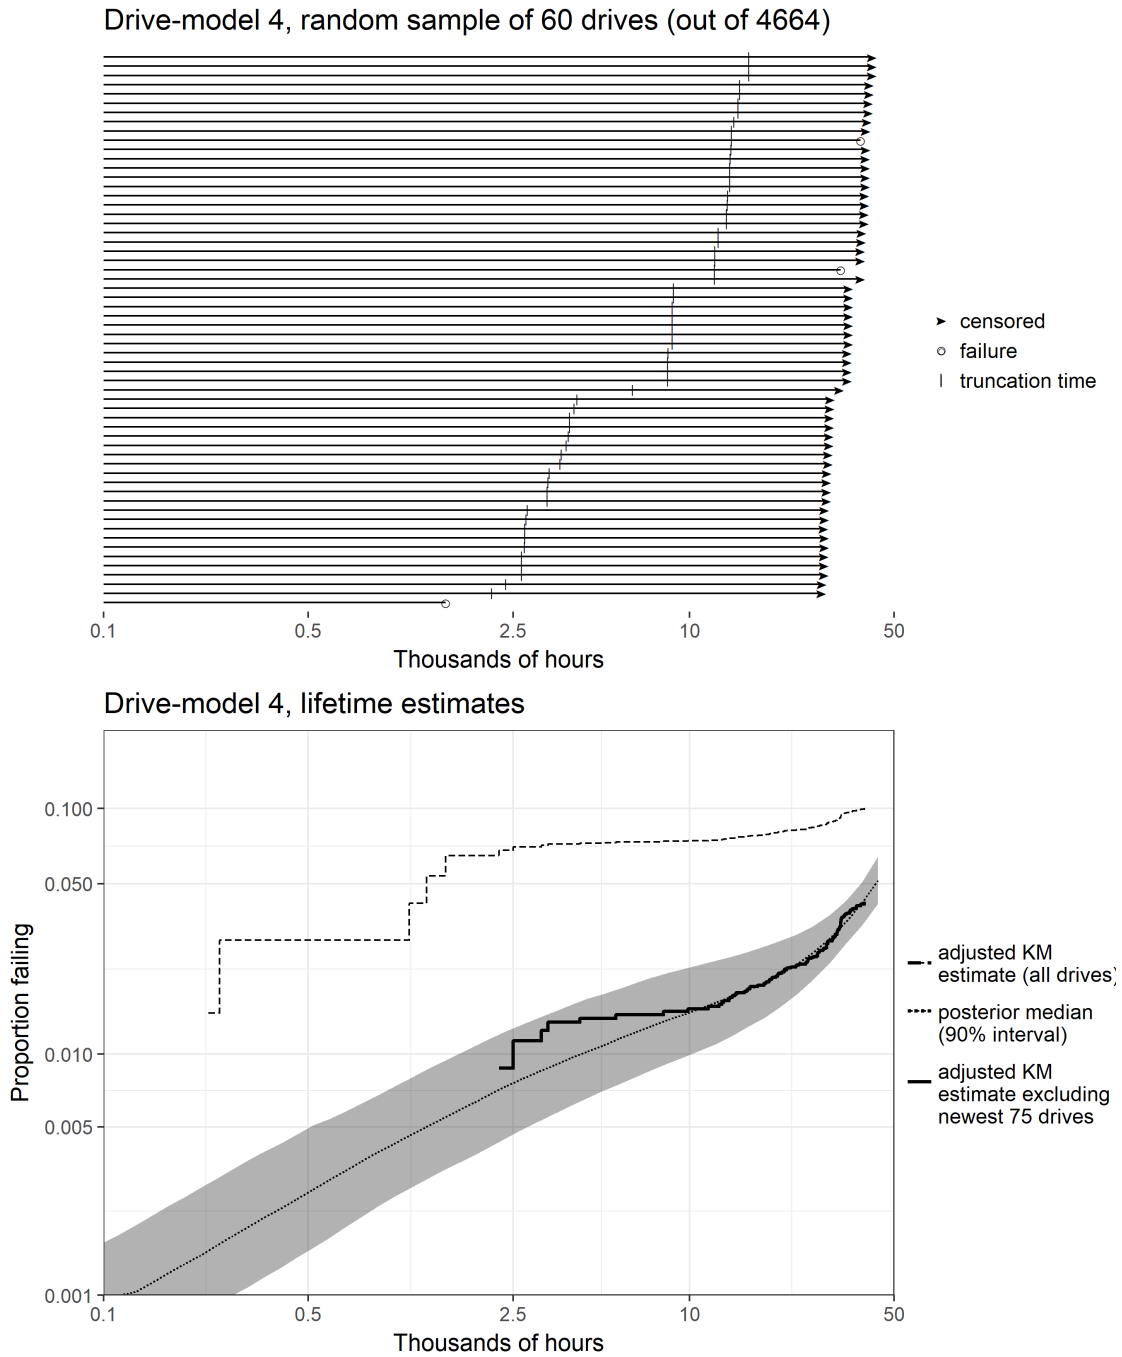 Drive-model 4, random sample of 60 drives (out of 4664)
censored
failure
truncation time
0.1 0.5 2.5 10 50
Thousands of hours
Drive-model 4, lifetime estimates
0.100
0.050
0.010
0.005
0.001
Proportion failing
adjusted KM
estimate (all drives)
posterior median
(90% interval)
adjusted KM
estimate excluding
newest 75 drives
0.1 0.5 2.5 10 50
Thousands of hours